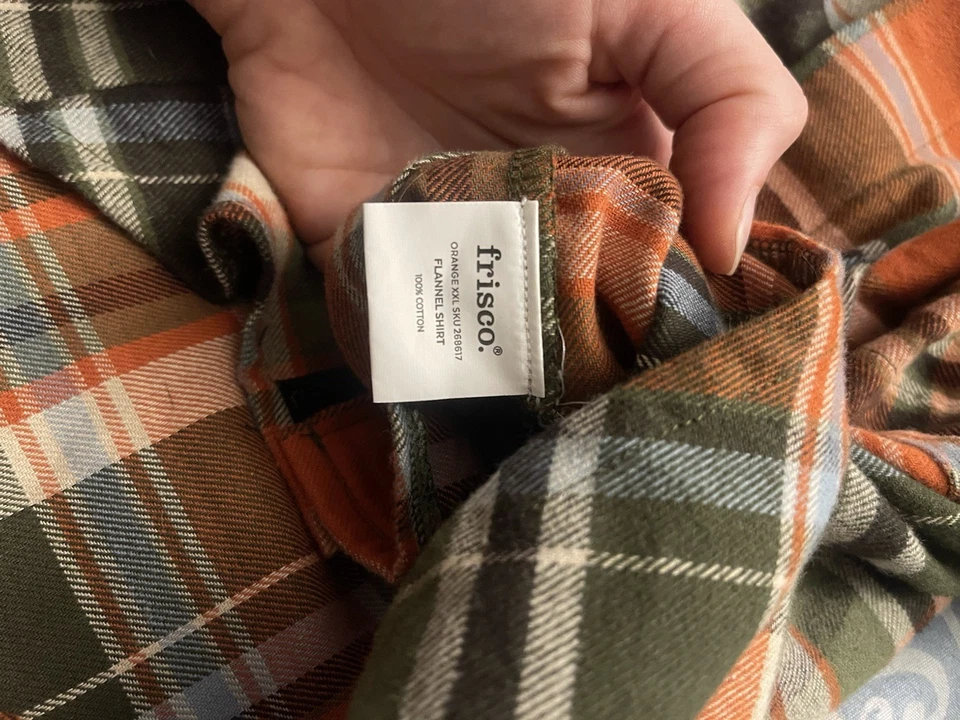 frisco.®
ORANGE XXL SKU 268617
FLANNEL SHIRT
100% COTTON